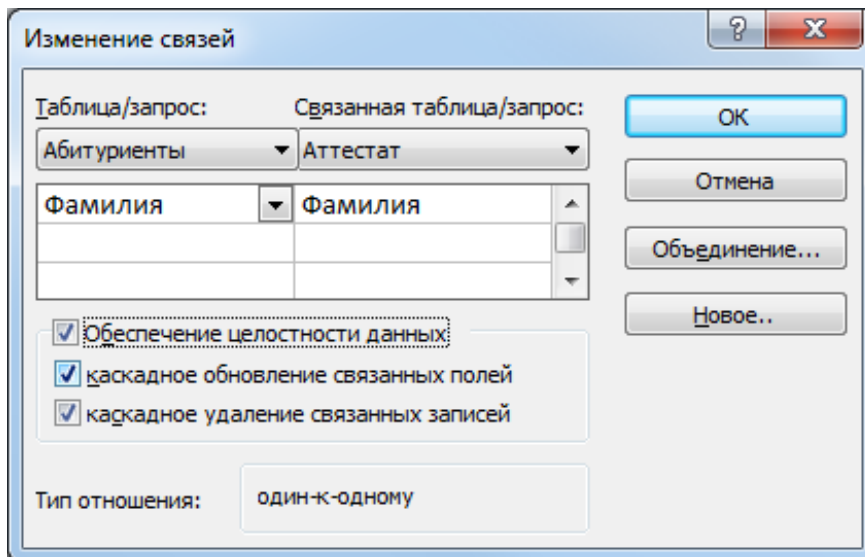 Изменение связей
Таблица/запрос: Связанная таблица/запрос:
Абитуриенты Аттестат
Фамилия Фамилия
Обеспечение целостности данных
каскадное обновление связанных полей
каскадное удаление связанных записей
Тип отношения: один-к-одному
ОК
Отмена
Объединение...
Новое..